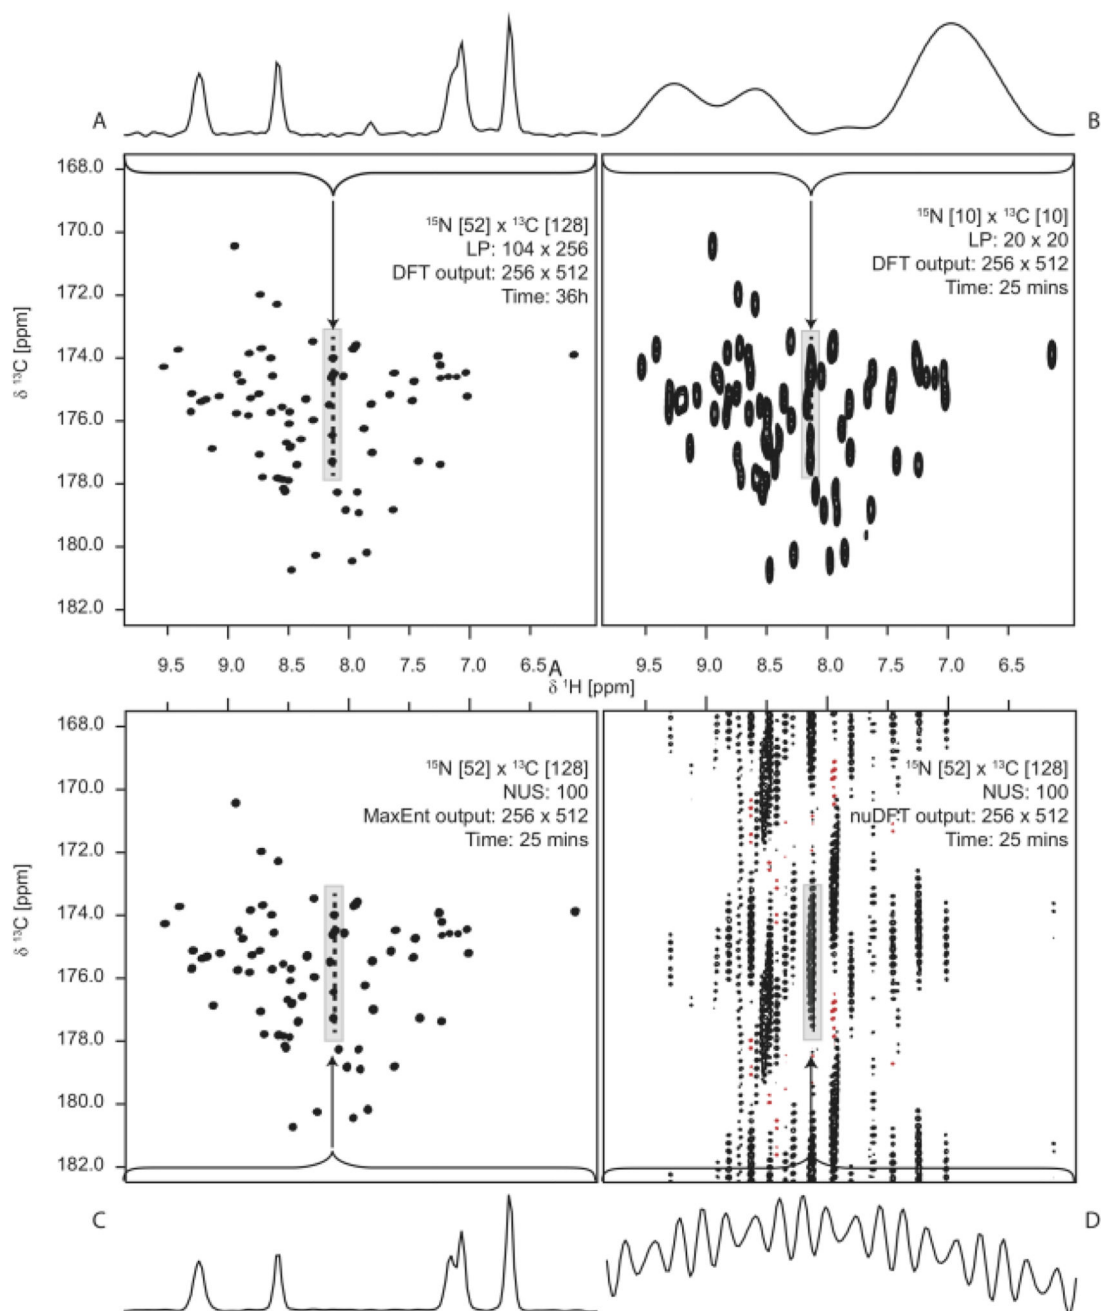 A
B
¹⁵N [52] x ¹³C [128]
LP: 104 x 256
DFT output: 256 x 512
Time: 36h
¹⁵N [10] x ¹³C [10]
LP: 20 x 20
DFT output: 256 x 512
Time: 25 mins
168.0
170.0
172.0
174.0
176.0
178.0
180.0
182.0
δ ¹³C [ppm]
9.5 9.0 8.5 8.0 7.5 7.0 6.5
9.5 9.0 8.5 8.0 7.5 7.0 6.5
A
δ ¹H [ppm]
168.0
170.0
172.0
174.0
176.0
178.0
180.0
182.0
δ ¹³C [ppm]
¹⁵N [52] x ¹³C [128]
NUS: 100
MaxEnt output: 256 x 512
Time: 25 mins
¹⁵N [52] x ¹³C [128]
NUS: 100
nuDFT output: 256 x 512
Time: 25 mins
C
D